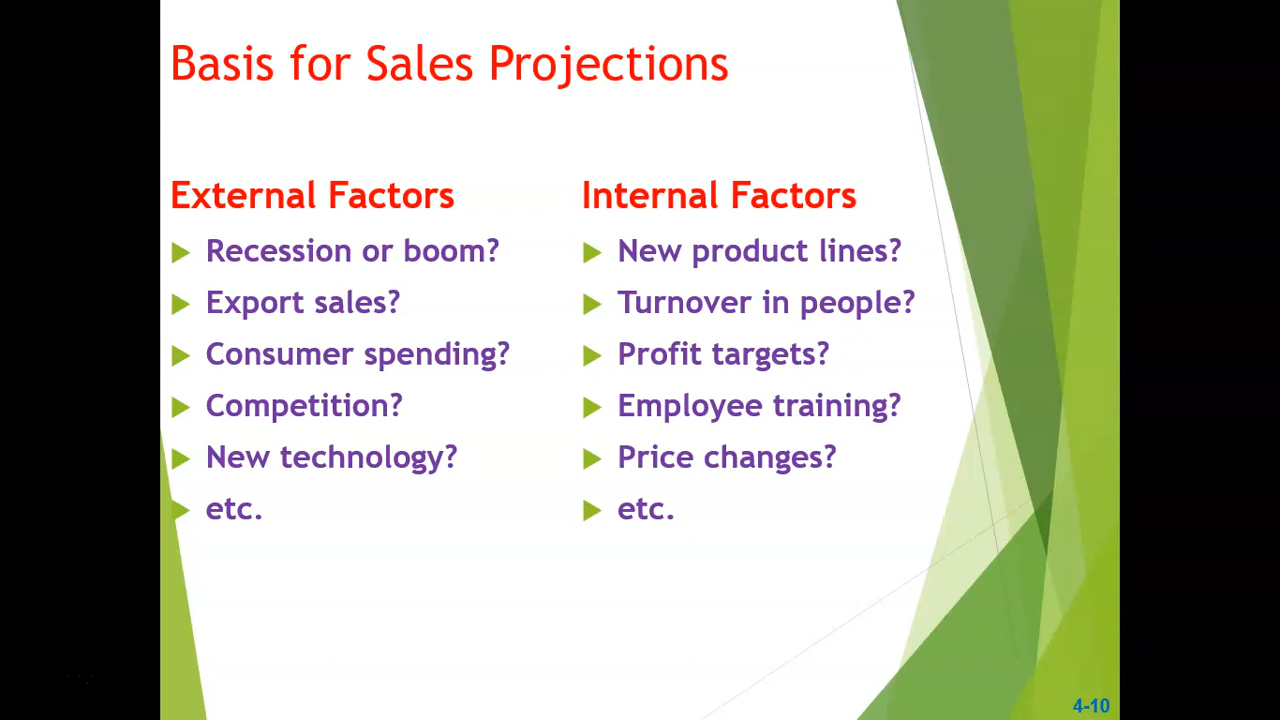 Basis for Sales Projections
External Factors
Recession or boom?
Export sales?
Consumer spending?
Competition?
New technology?
etc.
Internal Factors
New product lines?
Turnover in people?
Profit targets?
Employee training?
Price changes?
etc.
4-10